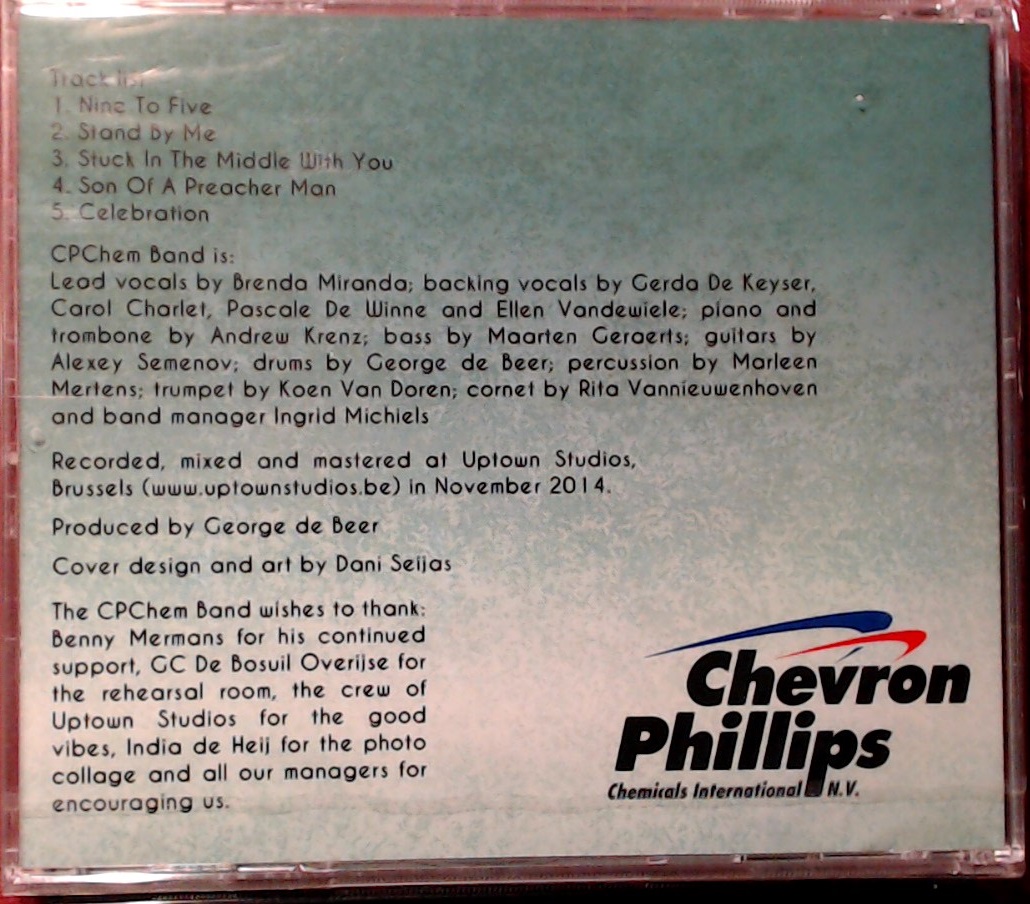 Track list
1. Nine To Five
2. Stand By Me
3. Stuck In The Middle With You
4. Son Of A Preacher Man
5. Celebration
CPChem Band is:
Lead vocals by Brenda Miranda; backing vocals by Gerda De Keyser,
Carol Charlet, Pascale De Winne and Ellen Vandewiele; piano and
trombone by Andrew Krenz; bass by Maarten Geraerts; guitars by
Alexey Semenov; drums by George de Beer; percussion by Marleen
Mertens; trumpet by Koen Van Doren; cornet by Rita Vannieuwenhoven
and band manager Ingrid Michiels
Recorded, mixed and mastered at Uptown Studios,
Brussels (www.uptownstudios.be) in November 2014.
Produced by George de Beer
Cover design and art by Dani Seijas
The CPChem Band wishes to thank:
Benny Mermans for his continued
support, GC De Bosuil Overijse for
the rehearsal room, the crew of
Uptown Studios for the good
vibes, India de Heij for the photo
collage and all our managers for
encouraging us.
Chevron
Phillips
Chemicals International N.V.